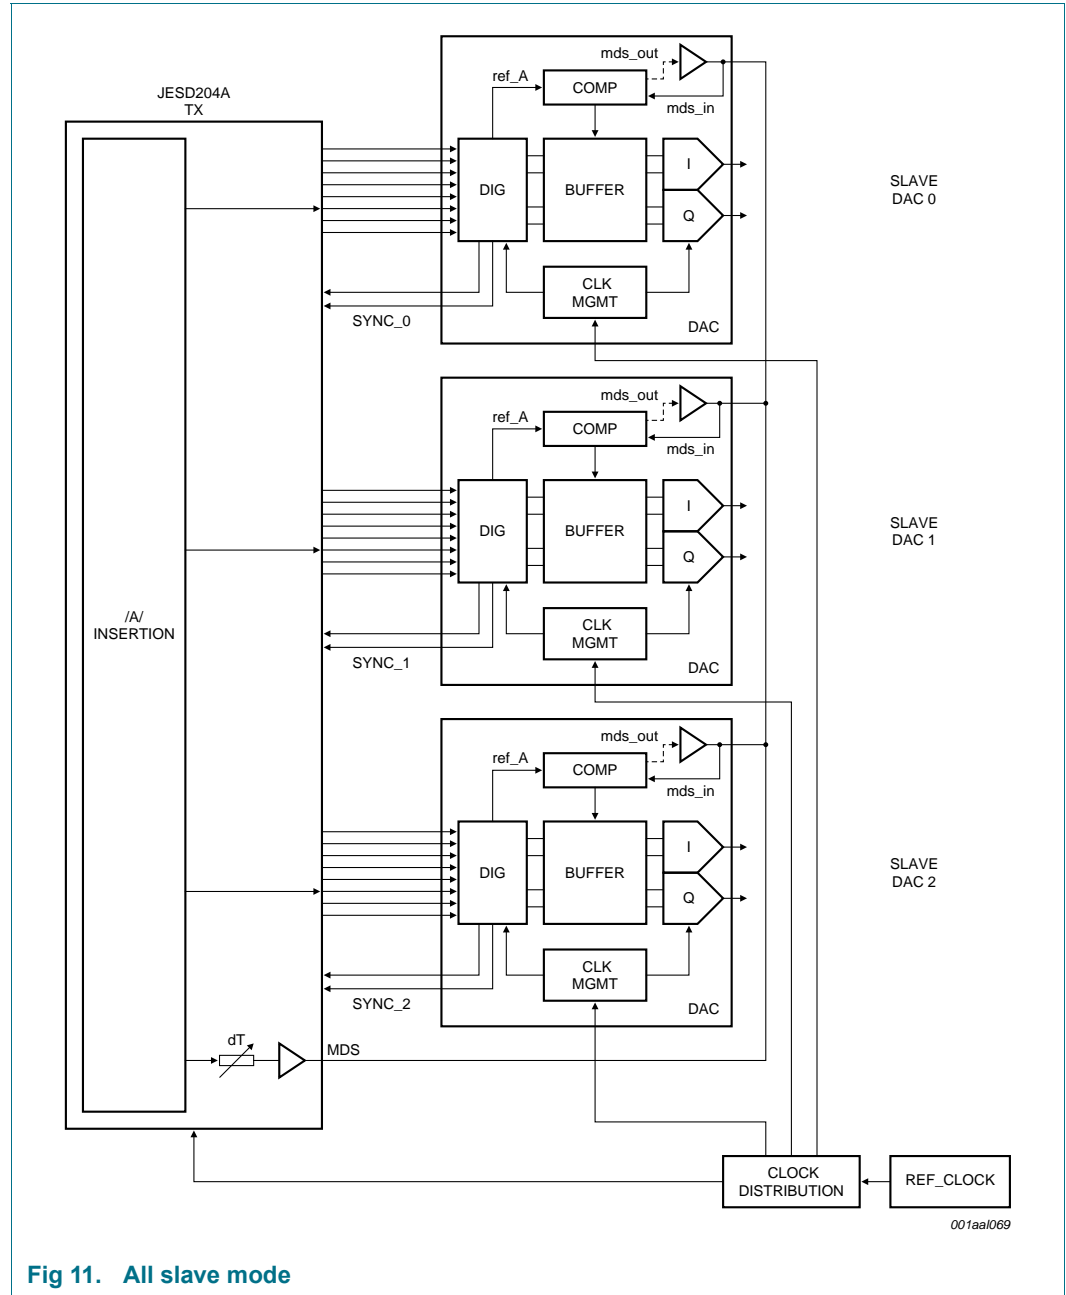 JESD204A
TX
/A/
INSERTION
mds_out
ref_A
COMP
mds_in
DIG
BUFFER
I
Q
CLK
MGMT
SYNC_0
DAC
SLAVE
DAC 0
mds_out
ref_A
COMP
mds_in
DIG
BUFFER
I
Q
CLK
MGMT
SYNC_1
DAC
SLAVE
DAC 1
mds_out
ref_A
COMP
mds_in
DIG
BUFFER
I
Q
CLK
MGMT
SYNC_2
DAC
SLAVE
DAC 2
dT
MDS
CLOCK
DISTRIBUTION
REF_CLOCK
001aal069
Fig 11. All slave mode